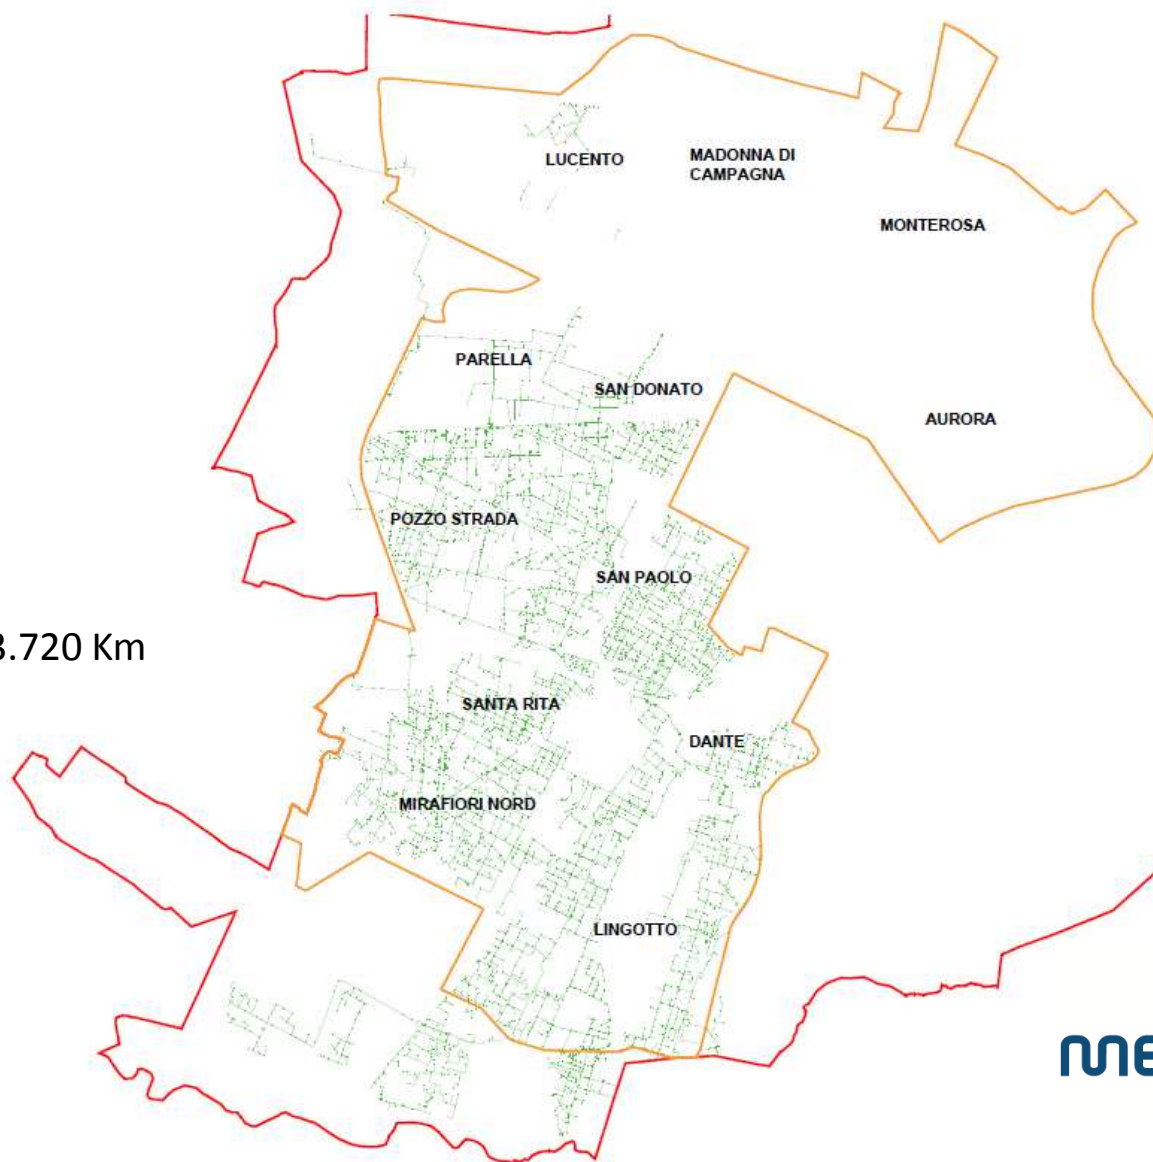 LUCENTO
MADONNA DI
CAMPAGNA
MONTEROSA
PARELLA
SAN DONATO
AURORA
POZZO STRADA
SAN PAOLO
3.720 Km
SANTA RITA
DANTE
MIRAFIORI NORD
LINGOTTO